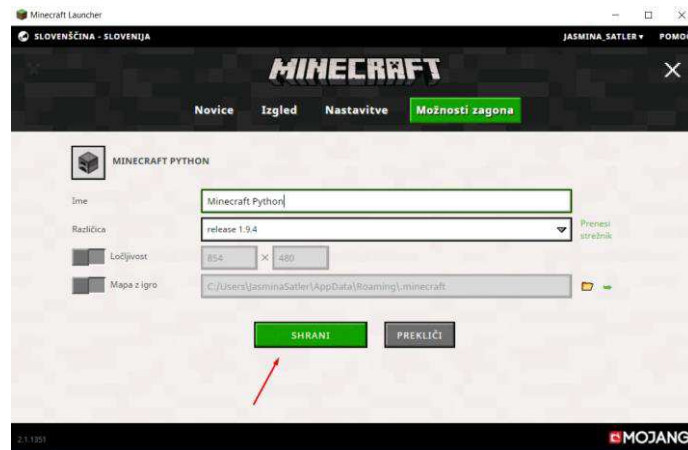 Minecraft Launcher
SLOVENŠČINA - SLOVENIJA JASMINA_SATLER POMOČ
MINECRAFT
Novice Izgled Nastavitve Možnosti zagona
MINECRAFT PYTHON
Ime Minecraft Python
Različica release 1.9.4 Prenesi
strežnik
Ločljivost 854 × 480
Mapa z igro C:/Users\JasminaSatler\AppData\Roaming\.minecraft
SHRANI PREKLIČI
2.1.1351 MOJANG